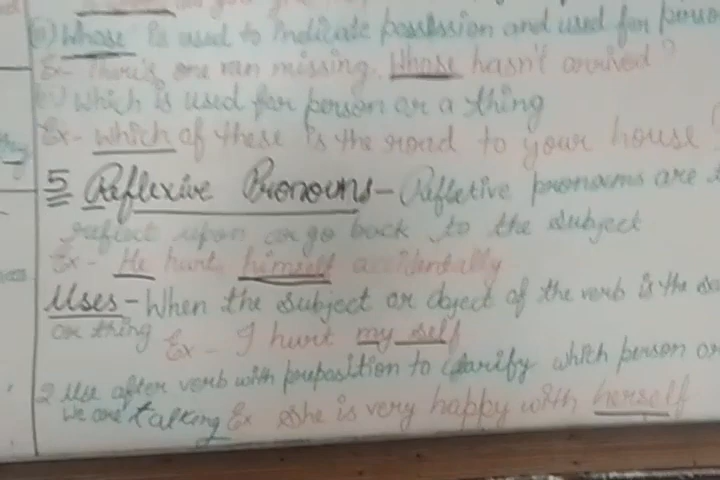 Whose is used to Indicate possession and used for
Ex- There's one man missing. Whose hasn't arrived?
Which is used for person or a thing
Ex- which of these is the road to your house
5 Reflexive Pronouns- Refletive pronouns are
reflect upon or go back to the subject
Ex- He hurt himself accidentally
Uses- When the subject or object of the verb is the
or thing Ex- I hurt my self
2 Use after verb with preposition to clarify which person or
we are talking Ex She is very happy with herself